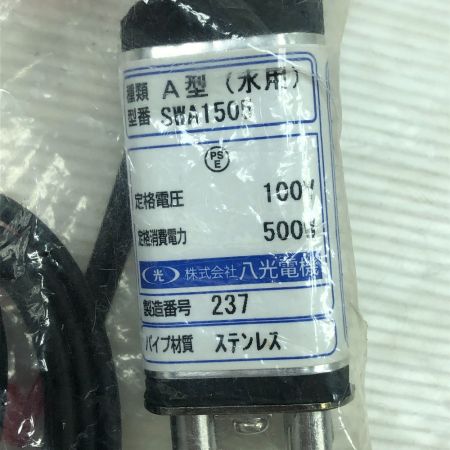 種類 A型 (水用)
型番 SWA1505
PS
E
定格電圧 100V
定格消費電力 500W
光 株式会社 八光電機
製造番号 237
パイプ材質 ステンレス